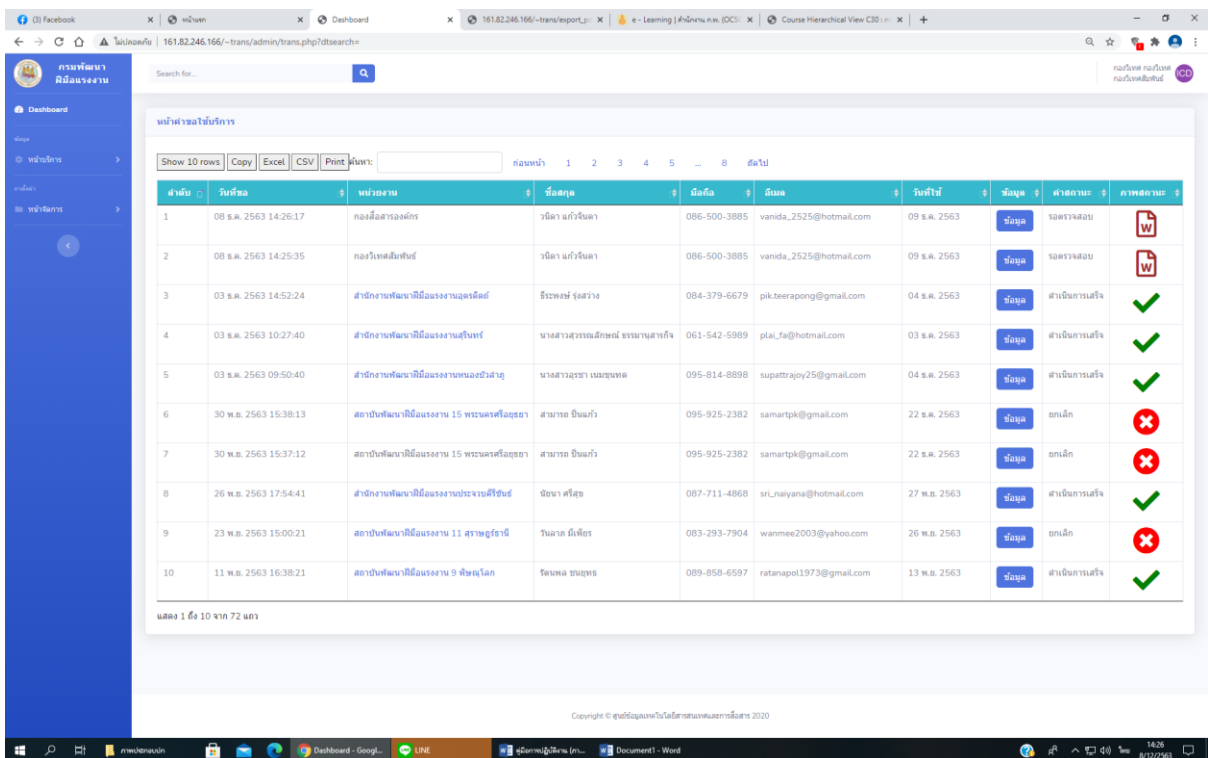 (3) Facebook
หน้าแรก
Dashboard
161.82.246.166/~trans/export_p
e - Learning | สำนักงาน ก.พ. (OCS
Course Hierarchical View C30 :
ไม่ปลอดภัย
161.82.246.166/~trans/admin/trans.php?dtsearch=
กรมพัฒนา
ฝีมือแรงงาน
Search for...
กองวิเทศ กองวิเทศ
กองวิเทศสัมพันธ์
ICD
Dashboard
ข้อมูล
หน้าบริการ
การตั้งค่า
หน้าจัดการ
หน้าคำขอใช้บริการ
Show 10 rows Copy Excel CSV Print ค้นหา: ก่อนหน้า 1 2 3 4 5 ... 8 ถัดไป
ลำดับ วันที่ขอ หน่วยงาน ชื่อสกุล มือถือ อีเมล วันที่ใช้ ข้อมูล คำสถานะ ภาพสถานะ
1 08 ธ.ค. 2563 14:26:17 กองสื่อสารองค์กร วนิดา แก้วจินดา 086-500-3885 vanida_2525@hotmail.com 09 ธ.ค. 2563 ข้อมูล รอตรวจสอบ
2 08 ธ.ค. 2563 14:25:35 กองวิเทศสัมพันธ์ วนิดา แก้วจินดา 086-500-3885 vanida_2525@hotmail.com 09 ธ.ค. 2563 ข้อมูล รอตรวจสอบ
3 03 ธ.ค. 2563 14:52:24 สำนักงานพัฒนาฝีมือแรงงานอุตรดิตถ์ ธีระพงษ์ รุ่งสว่าง 084-379-6679 pik.teerapong@gmail.com 04 ธ.ค. 2563 ข้อมูล ดำเนินการเสร็จ
4 03 ธ.ค. 2563 10:27:40 สำนักงานพัฒนาฝีมือแรงงานสุรินทร์ นางสาวสุวรรณลักษณ์ ธรรมานุสารกิจ 061-542-5989 plai_fa@hotmail.com 03 ธ.ค. 2563 ข้อมูล ดำเนินการเสร็จ
5 03 ธ.ค. 2563 09:50:40 สำนักงานพัฒนาฝีมือแรงงานหนองบัวลำภู 095-814-8898 supattrajoy25@gmail.com 04 ธ.ค. 2563 ข้อมูล ดำเนินการเสร็จ
6 30 พ.ย. 2563 15:38:13 สถาบันพัฒนาฝีมือแรงงาน 15 พระนครศรีอยุธยา สามารถ ปิ่นแก้ว 095-925-2382 samartpk@gmail.com 22 ธ.ค. 2563 ข้อมูล ยกเลิก
7 30 พ.ย. 2563 15:37:12 สถาบันพัฒนาฝีมือแรงงาน 15 พระนครศรีอยุธยา สามารถ ปิ่นแก้ว 095-925-2382 samartpk@gmail.com 22 ธ.ค. 2563 ข้อมูล ยกเลิก
8 26 พ.ย. 2563 17:54:41 สำนักงานพัฒนาฝีมือแรงงานประจวบคีรีขันธ์ นัยนา ศรีสุข 087-711-4868 sri_naiyana@hotmail.com 27 พ.ย. 2563 ข้อมูล ดำเนินการเสร็จ
9 23 พ.ย. 2563 15:00:21 สถาบันพัฒนาฝีมือแรงงาน 11 สุราษฎร์ธานี วันลาภ มีเพียร 083-293-7904 wanmee2003@yahoo.com 26 พ.ย. 2563 ข้อมูล ยกเลิก
10 11 พ.ย. 2563 16:38:21 สถาบันพัฒนาฝีมือแรงงาน 9 พิษณุโลก รัตนพล ชนยุทธ 089-858-6597 ratanapol1973@gmail.com 13 พ.ย. 2563 ข้อมูล ดำเนินการเสร็จ
แสดง 1 ถึง 10 จาก 72 แถว
Copyright © ศูนย์ข้อมูลเทคโนโลยีสารสนเทศและการสื่อสาร 2020
Dashboard - Googl...
LINE
คู่มือการปฏิบัติงาน (ก...
Document1 - Word
ไทย
14:26
8/12/2563